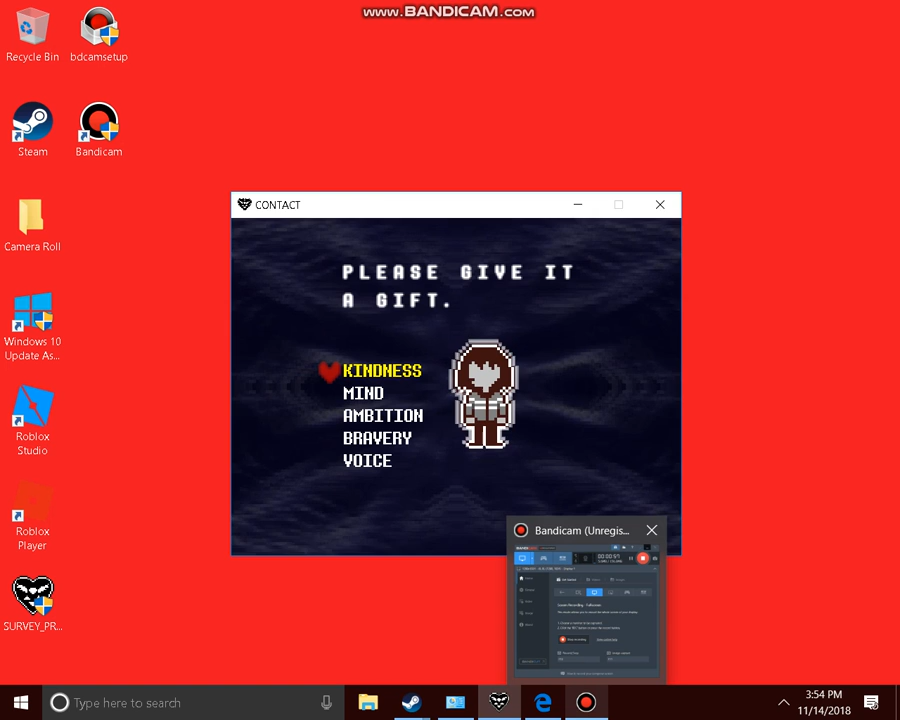 www.BANDICAM.com
Recycle Bin
bdcamsetup
Steam
Bandicam
Camera Roll
Windows 10
Update As...
Roblox
Studio
Roblox
Player
SURVEY_PR...
CONTACT
PLEASE GIVE IT
A GIFT.
KINDNESS
MIND
AMBITION
BRAVERY
VOICE
Bandicam (Unregis...
Type here to search
3:54 PM
11/14/2018